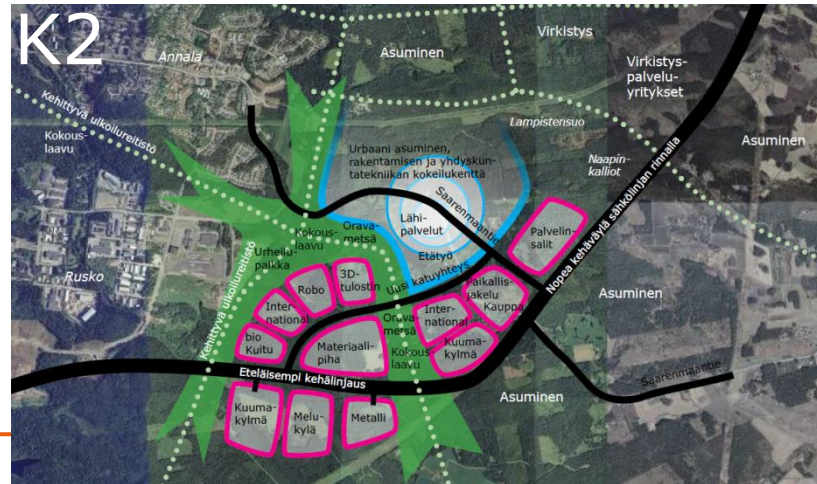 K2
Annala
Asuminen
Virkistys
Virkistys-
palvelu-
yritykset
Kehittyvä ulkoilureitistö
Kokous-
laavu
Lampistensuo
Asuminen
Urbaani asuminen,
rakentamisen ja yhdyskun-
tatekniikan kokeilukenttä
Naapin-
kalliot
Saarenmaantie
Nopea kehäväylä sähkölinjan rinnalla
Lähi-
palvelut
Kokous-
laavu
Orava-
metsä
Palvelin-
salit
Urheilu-
paikka
Etätyö
Uusi katuyhteys
Rusko
Kehittyvä ulkoilureitistö
Robo
3D-
tulostin
Paikallis-
jakelu
Kauppa
Asuminen
Inter-
national
Orava-
metsä
Inter-
national
bio
Kuitu
Materiaali-
piha
Kokous-
laavu
Kuuma-
kylmä
Eteläisempi kehälinjaus
Saarenmaantie
Asuminen
Kuuma-
kylmä
Melu-
kylä
Metalli